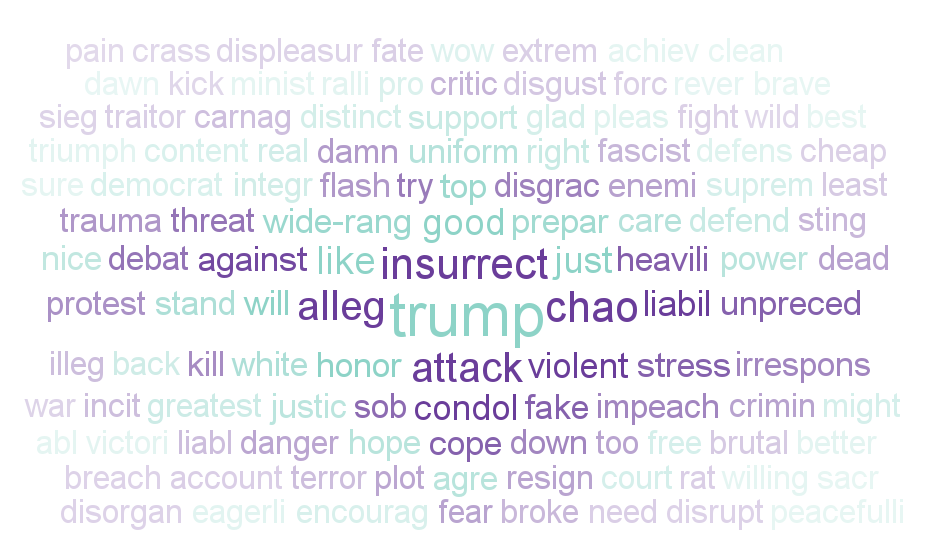 pain crass displeasur fate wow extrem achiev clean
dawn kick minist ralli pro critic disgust forc rever brave
sieg traitor carnag distinct support glad pleas fight wild best
triumph content real damn uniform right fascist defens cheap
sure democrat integr flash try top disgrac enemi suprem least
trauma threat wide-rang good prepar care defend sting
nice debat against like insurrect just heavili power dead
protest stand will alleg trump chao liabil unpreced
illeg back kill white honor attack violent stress irrespons
war incit greatest justic sob condol fake impeach crimin might
abl victori liabl danger hope cope down too free brutal better
breach account terror plot agre resign court rat willing sacr
disorgan eagerli encourag fear broke need disrupt peacefulli